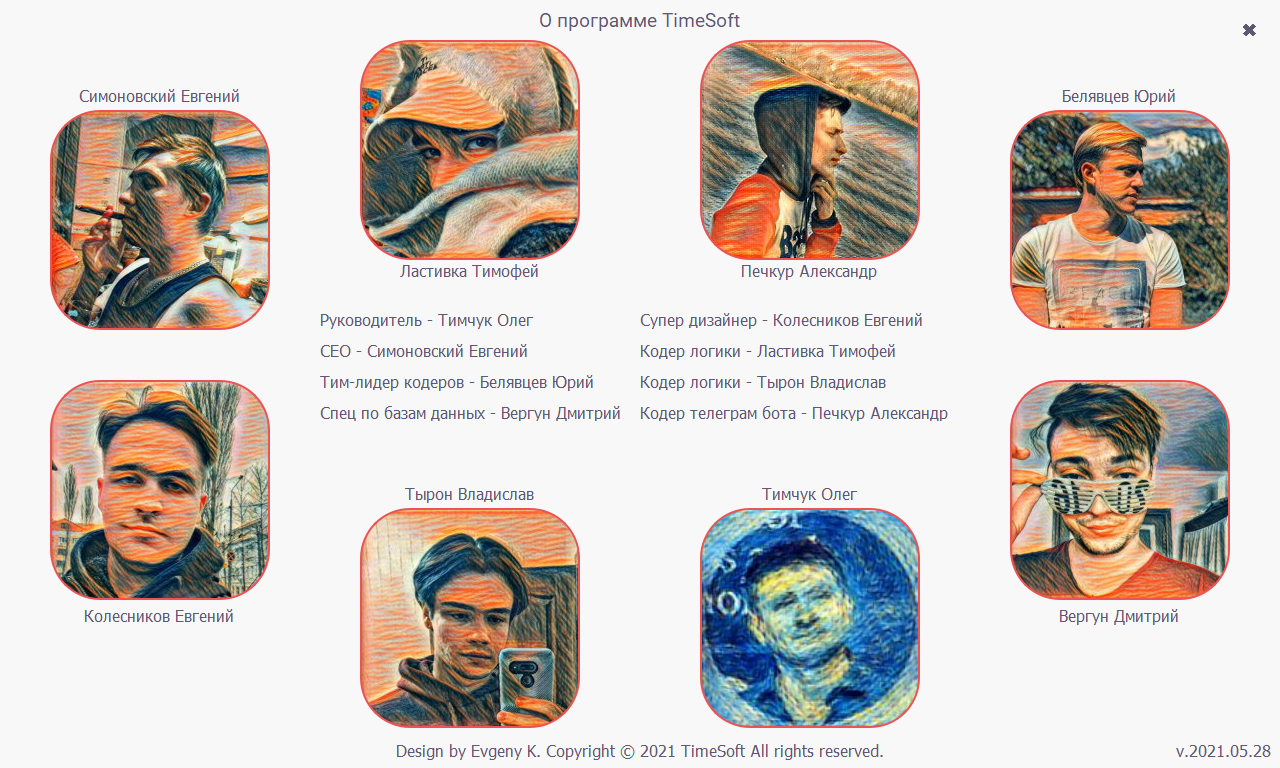 О программе TimeSoft
✖
Симоновский Евгений
Белявцев Юрий
Ластивка Тимофей
Печкур Александр
Руководитель - Тимчук Олег
Супер дизайнер - Колесников Евгений
CEO - Симоновский Евгений
Кодер логики - Ластивка Тимофей
Тим-лидер кодеров - Белявцев Юрий
Кодер логики - Тырон Владислав
Спец по базам данных - Вергун Дмитрий
Кодер телеграм бота - Печкур Александр
Тырон Владислав
Тимчук Олег
Колесников Евгений
Вергун Дмитрий
Design by Evgeny K. Copyright © 2021 TimeSoft All rights reserved.
v.2021.05.28